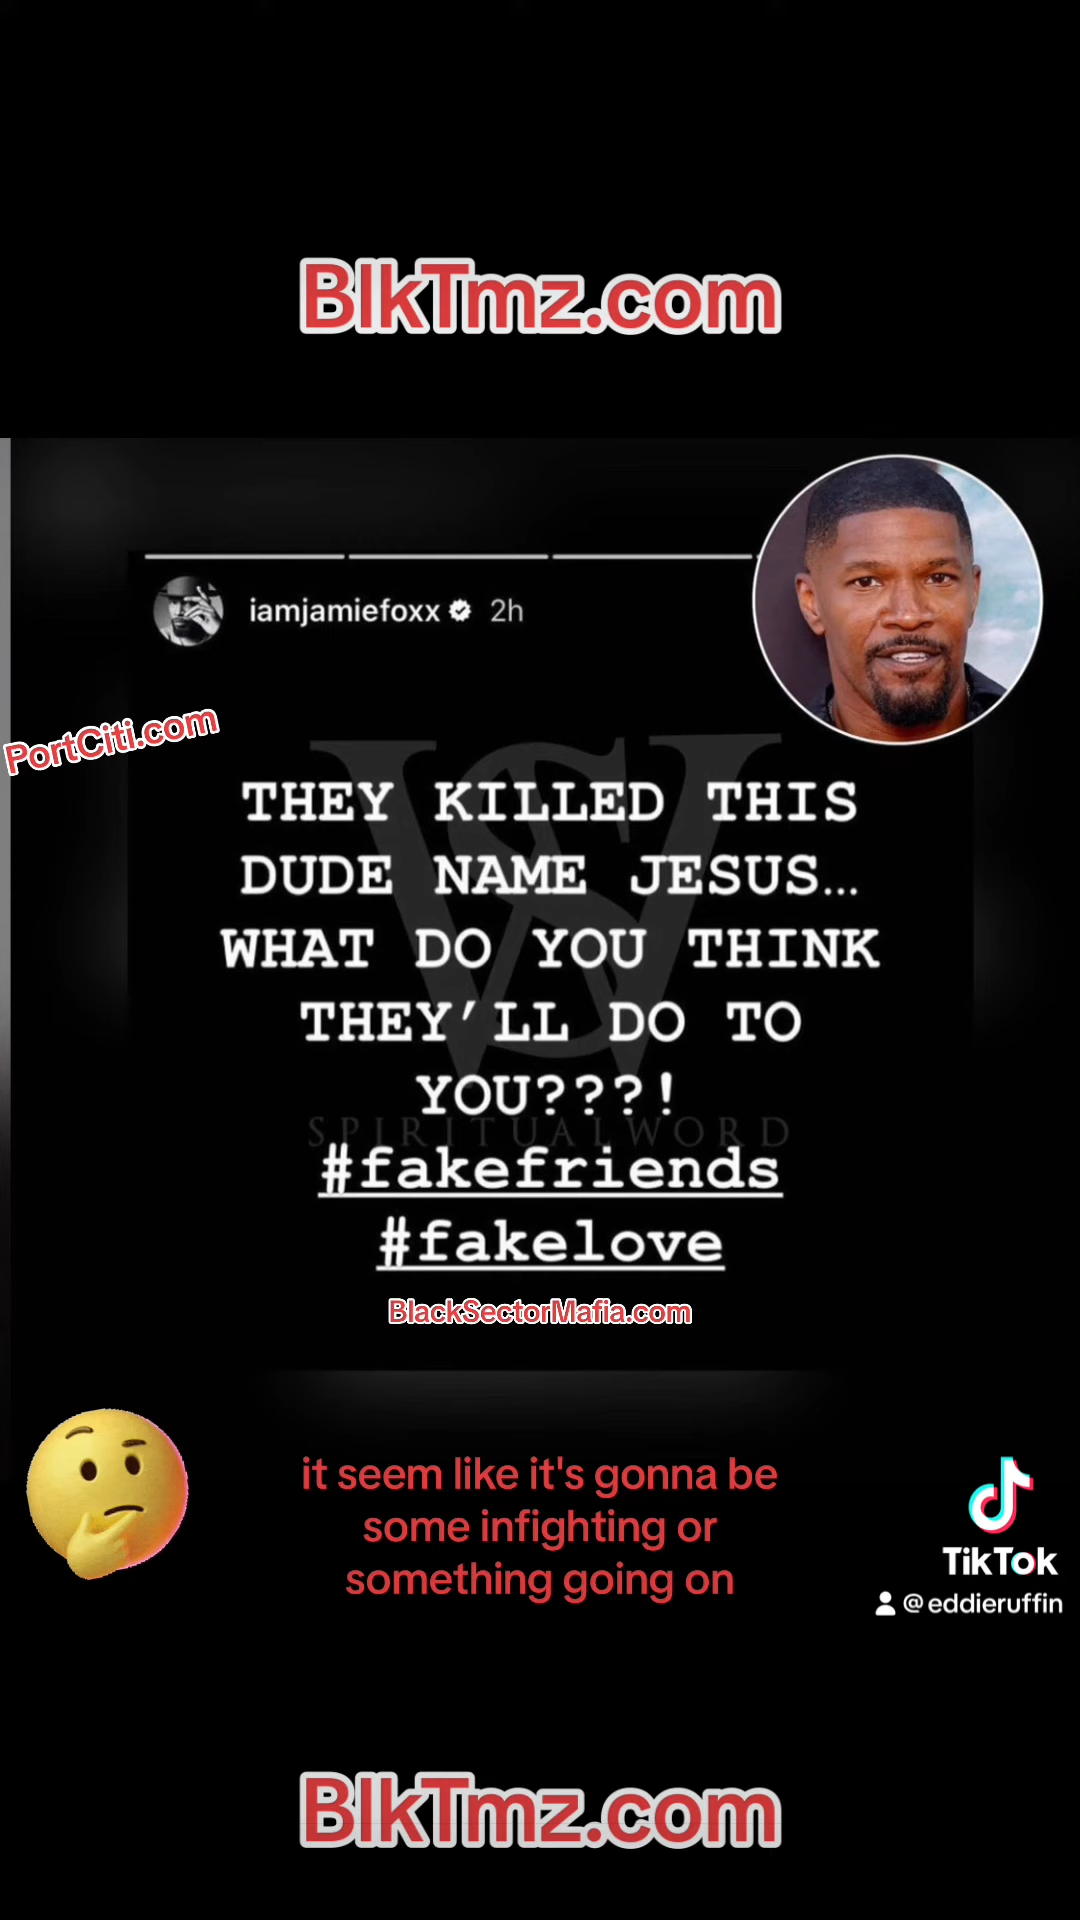 BlkTmz.com
iamjamiefoxx 2h
PortCiti.com
THEY KILLED THIS
DUDE NAME JESUS...
WHAT DO YOU THINK
THEY'LL DO TO
YOU???!
SPIRITUALWORD
#fakefriends
#fakelove
BlackSectorMafia.com
it seem like it's gonna be
some infighting or
something going on
TikTok
@eddieruffin
BlkTmz.com